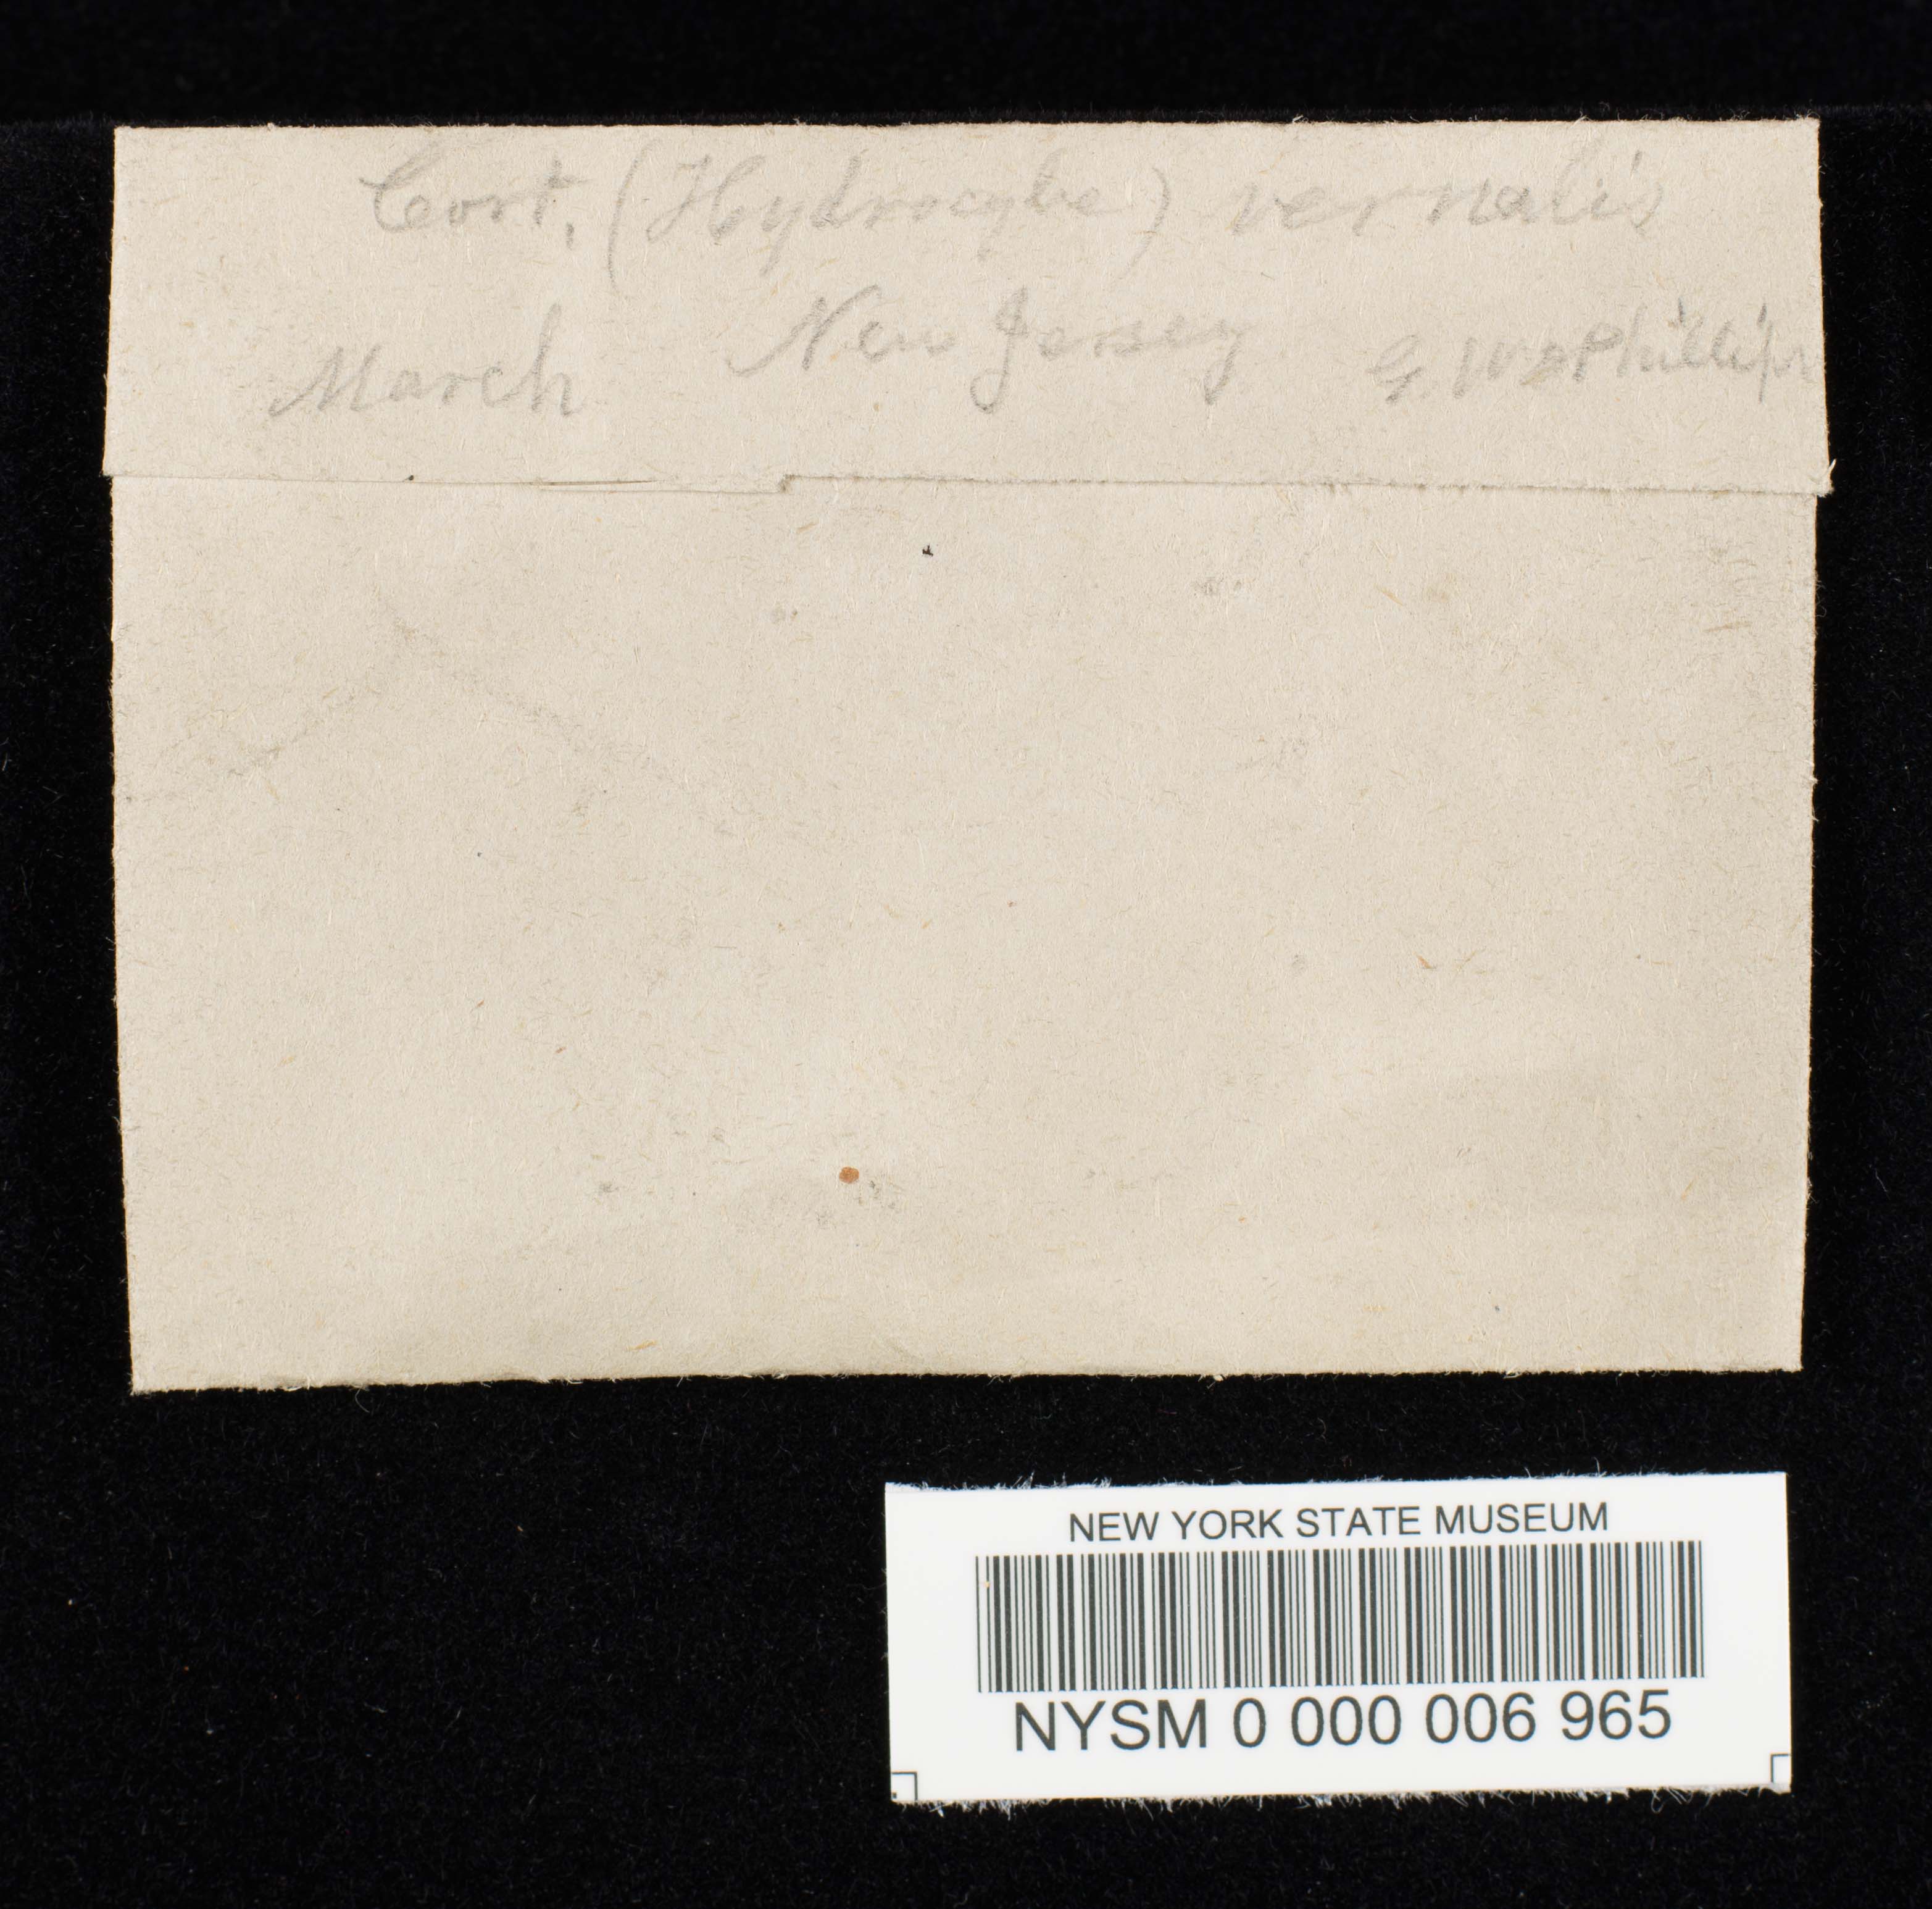 Cort. (Hydrocybe) vernalis
March New Jersey G. W. Phillips
NEW YORK STATE MUSEUM
NYSM 0 000 006 965